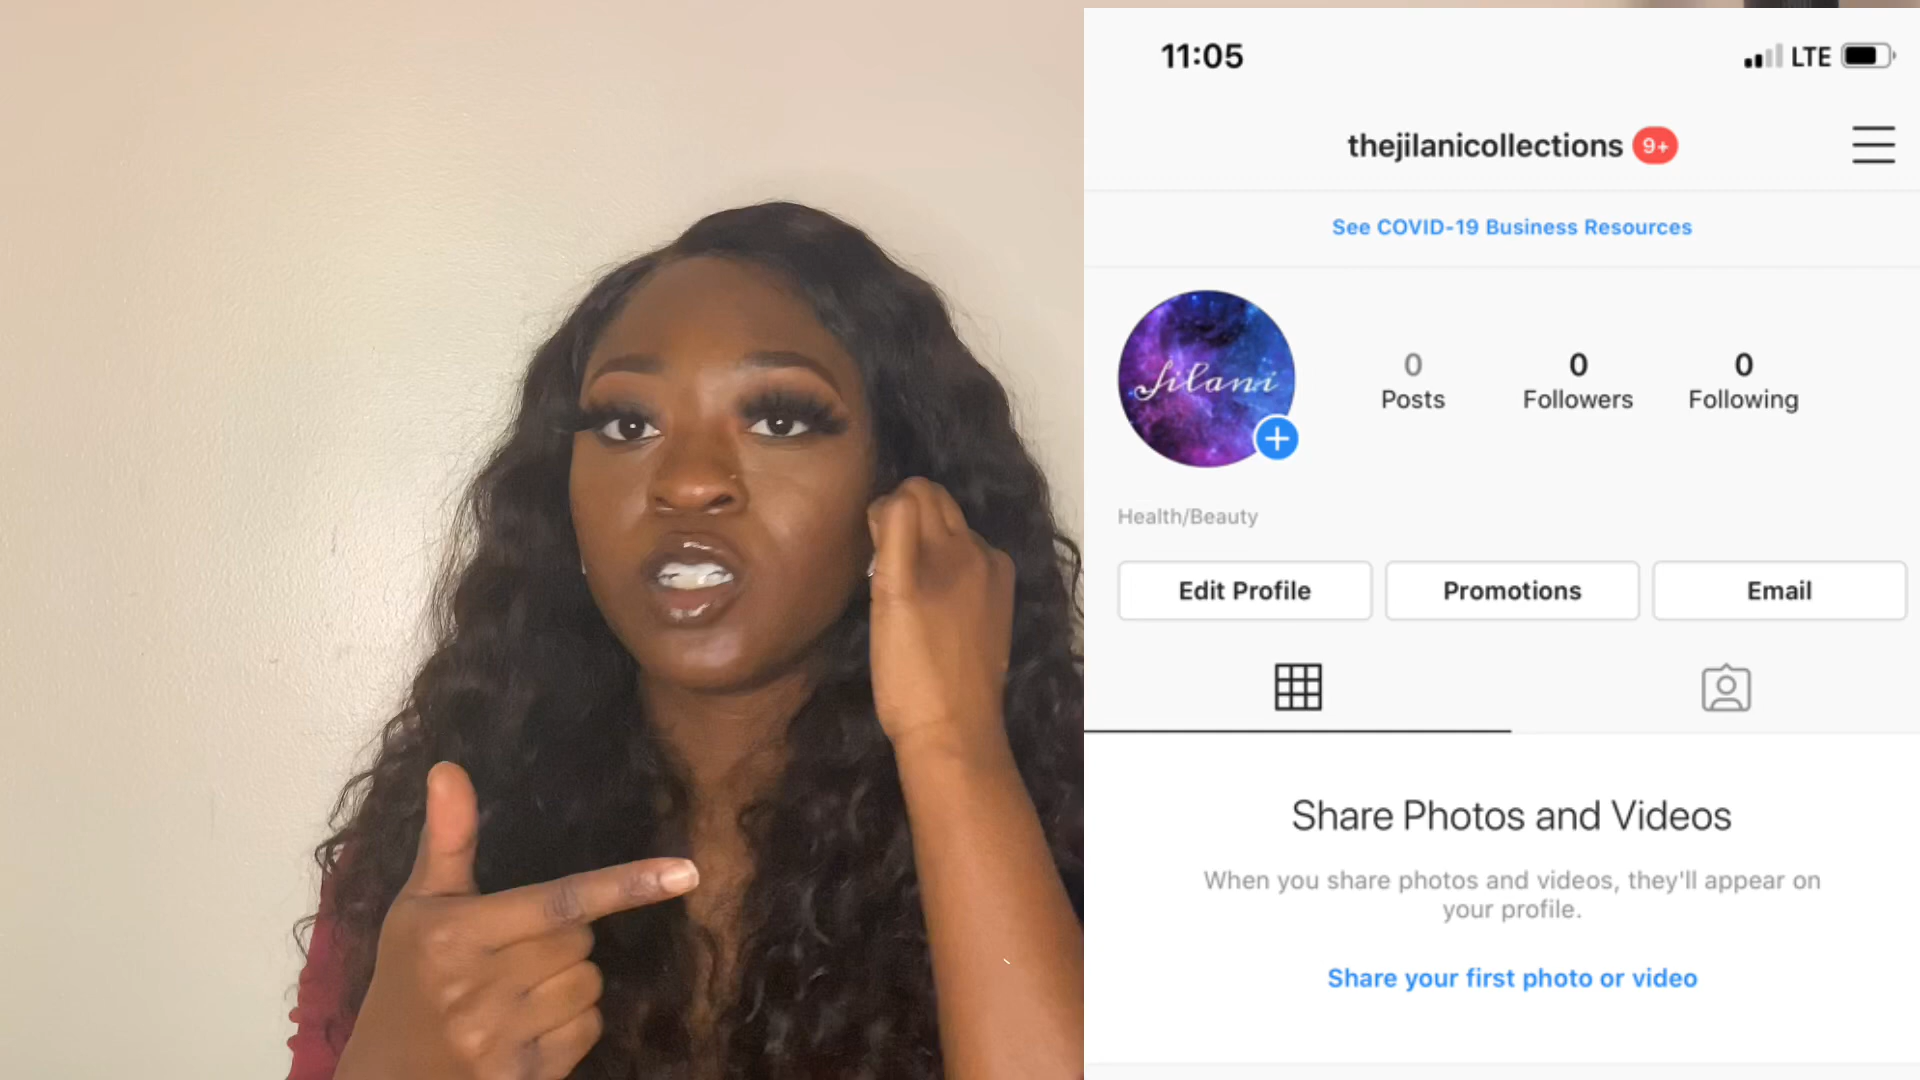 11:05 LTE
thejilanicollections 9+
See COVID-19 Business Resources
Jilani
0 0 0
Posts Followers Following
Health/Beauty
Edit Profile Promotions Email
Share Photos and Videos
When you share photos and videos, they'll appear on
your profile.
Share your first photo or video